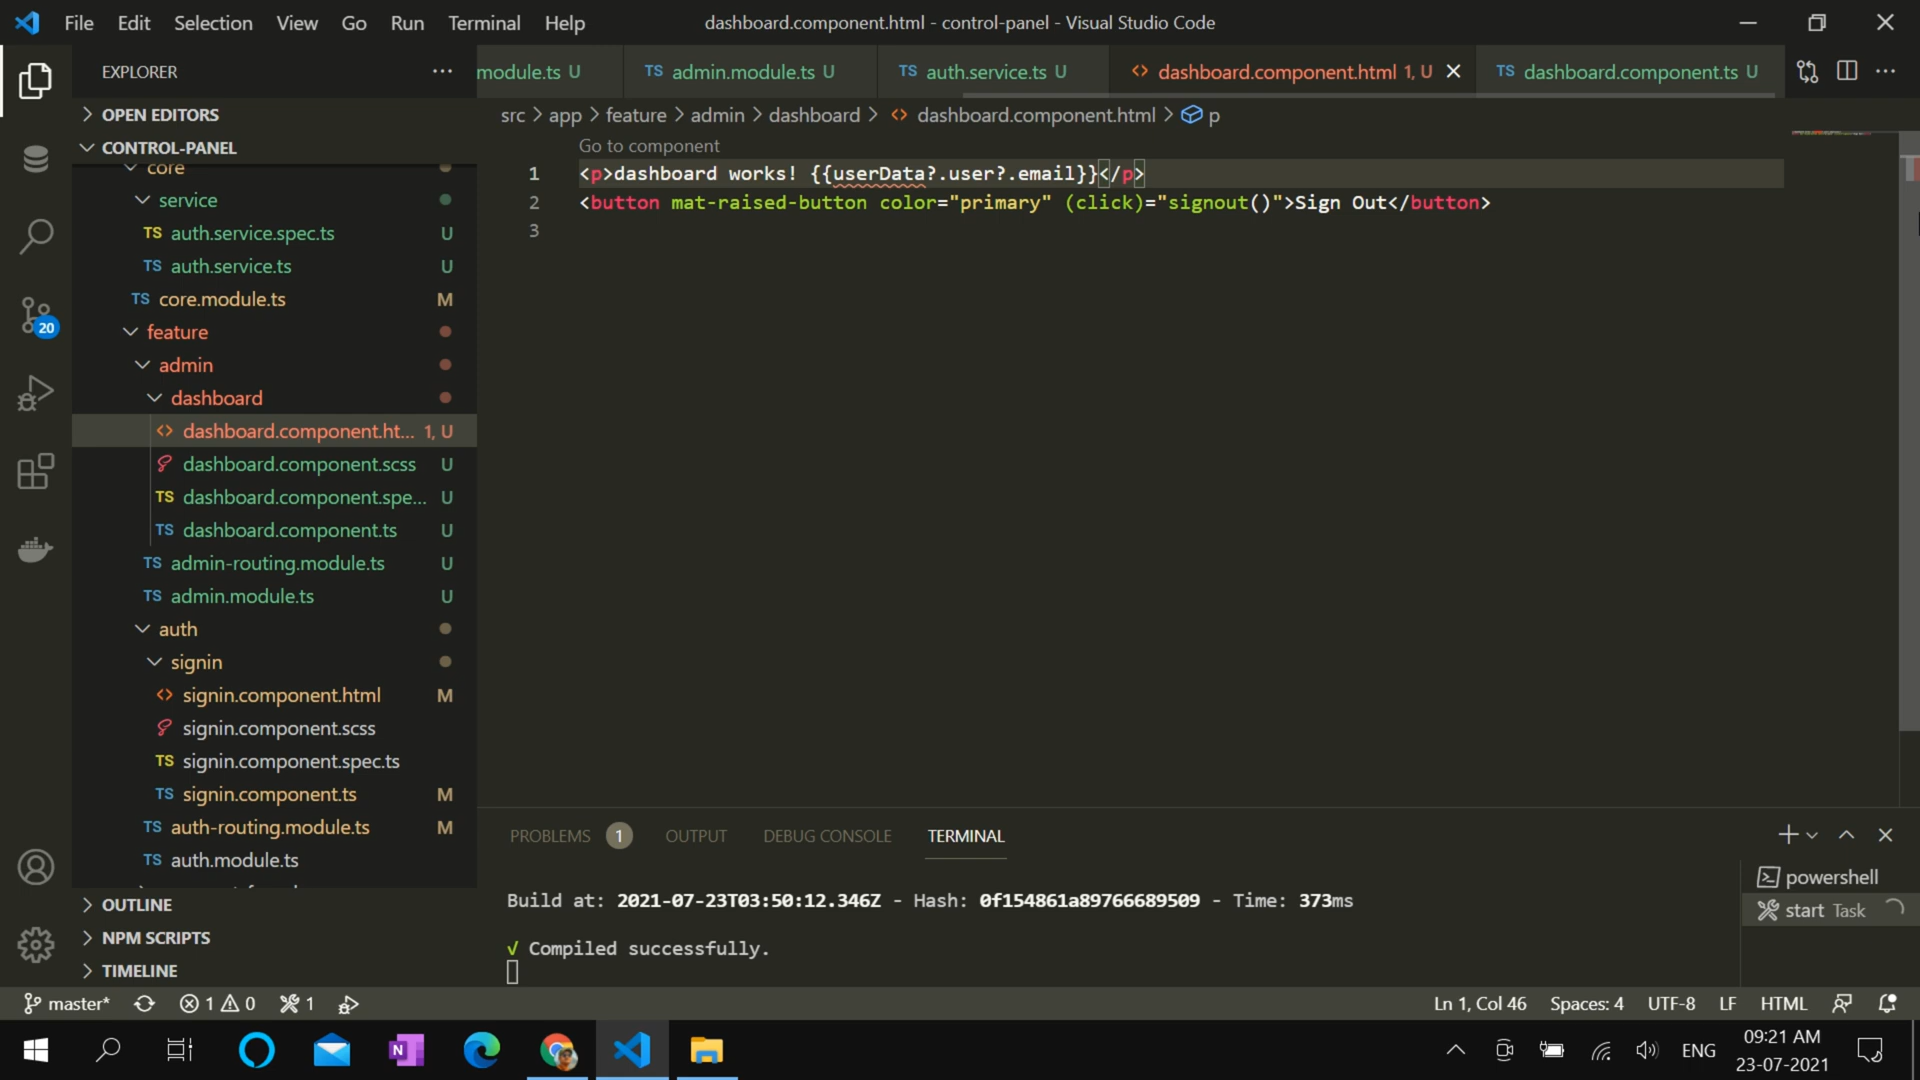 File Edit Selection View Go Run Terminal Help
dashboard.component.html - control-panel - Visual Studio Code
EXPLORER
module.ts U
TS admin.module.ts U
TS auth.service.ts U
<> dashboard.component.html 1, U
TS dashboard.component.ts U
OPEN EDITORS
CONTROL-PANEL
core
service
TS auth.service.spec.ts U
TS auth.service.ts U
TS core.module.ts M
feature
admin
dashboard
<> dashboard.component.ht... 1, U
dashboard.component.scss U
TS dashboard.component.spe... U
TS dashboard.component.ts U
TS admin-routing.module.ts U
TS admin.module.ts U
auth
signin
<> signin.component.html M
signin.component.scss
TS signin.component.spec.ts
TS signin.component.ts M
TS auth-routing.module.ts M
TS auth.module.ts
OUTLINE
NPM SCRIPTS
TIMELINE
20
src > app > feature > admin > dashboard > <> dashboard.component.html > p
Go to component
1 <p>dashboard works! {{userData?.user?.email}}</p>
2 <button mat-raised-button color="primary" (click)="signout()">Sign Out</button>
3
PROBLEMS 1 OUTPUT DEBUG CONSOLE TERMINAL
Build at: 2021-07-23T03:50:12.346Z - Hash: 0f154861a89766689509 - Time: 373ms
√ Compiled successfully.
powershell
start Task
master* 1 0 1
Ln 1, Col 46 Spaces: 4 UTF-8 LF HTML
N
ENG
09:21 AM
23-07-2021